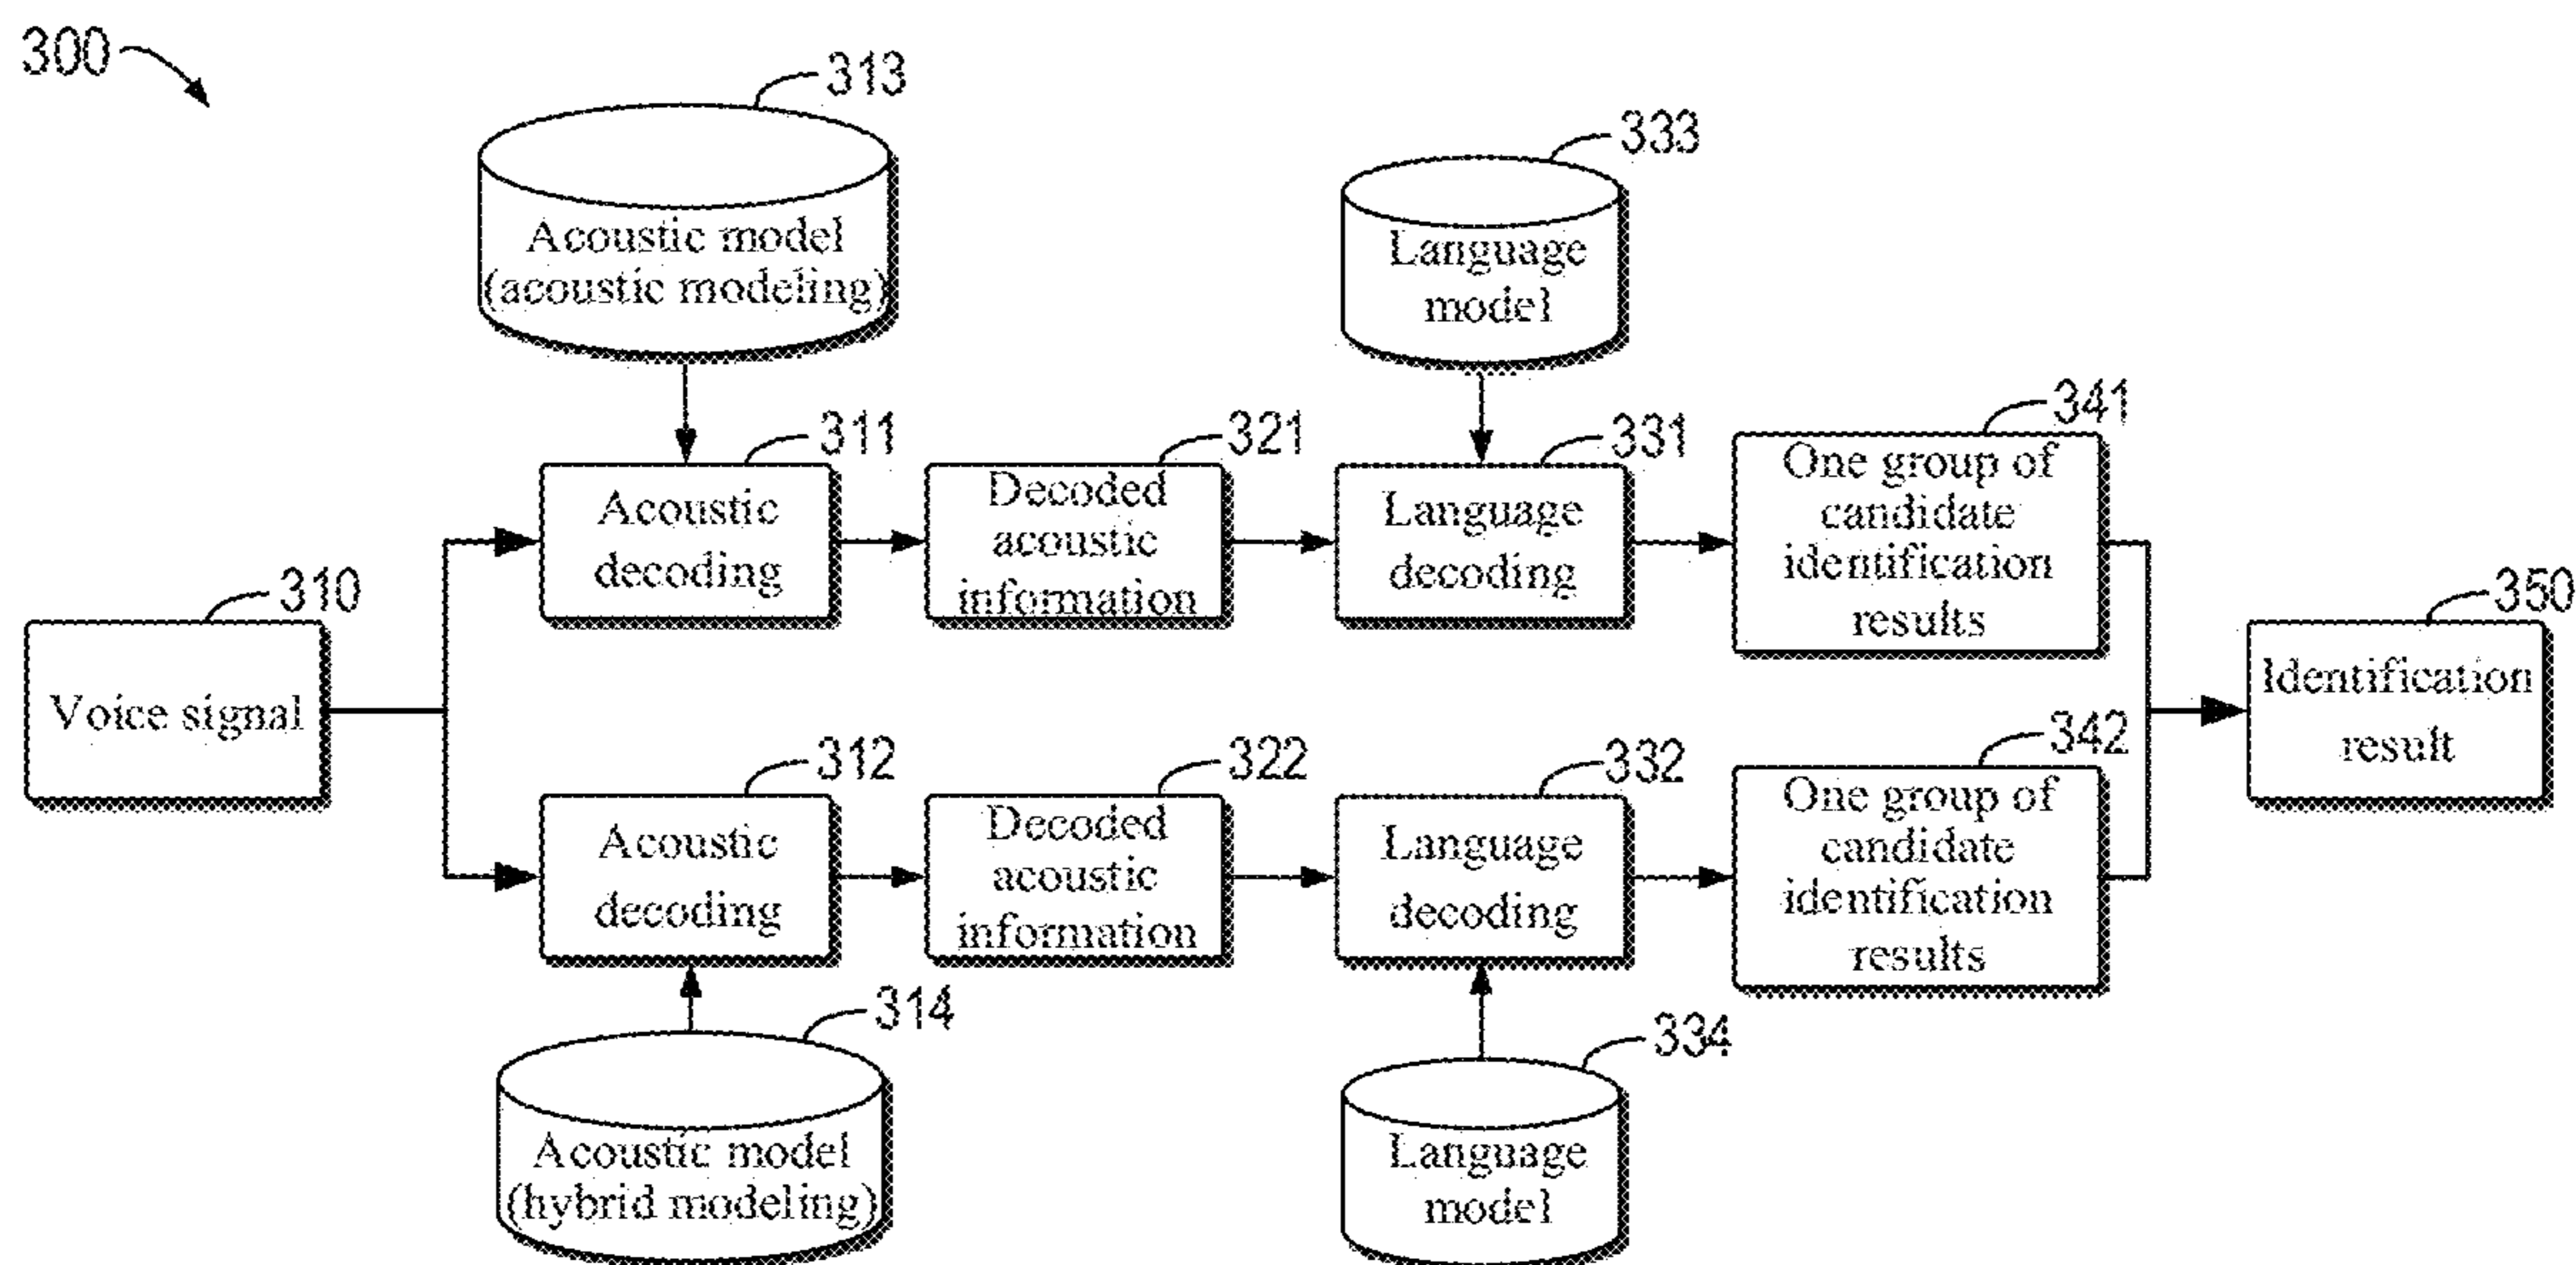 300
313
Acoustic model
(acoustic modeling)
333
Language
model
311
Acoustic
decoding
321
Decoded
acoustic
information
331
Language
decoding
341
One group of
candidate
identification
results
310
Voice signal
350
Identification
result
312
Acoustic
decoding
322
Decoded
acoustic
information
332
Language
decoding
342
One group of
candidate
identification
results
314
Acoustic model
(hybrid modeling)
334
Language
model